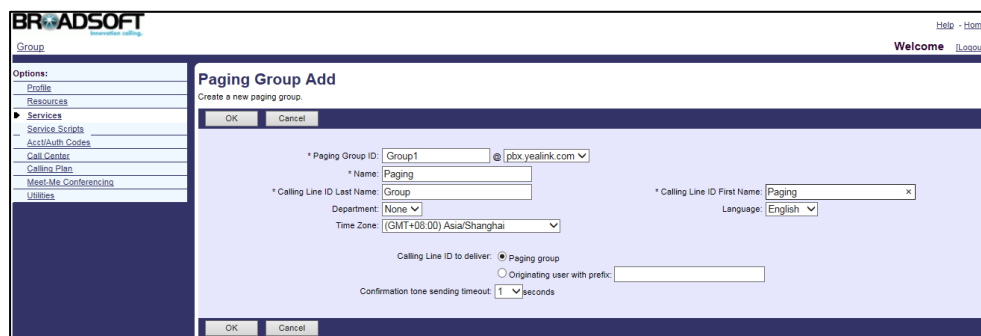 BROADSOFT
Innovation calling.
Help - Hom
Group
Welcome [Logou
Options:
Profile
Resources
Services
Service Scripts
Acct/Auth Codes
Call Center
Calling Plan
Meet-Me Conferencing
Utilities
Paging Group Add
Create a new paging group.
OK Cancel
* Paging Group ID: Group1 @ pbx.yealink.com
* Name: Paging
* Calling Line ID Last Name: Group * Calling Line ID First Name: Paging ×
Department: None Language: English
Time Zone: (GMT+08:00) Asia/Shanghai
Calling Line ID to deliver: Paging group
Originating user with prefix:
Confirmation tone sending timeout: 1 seconds
OK Cancel